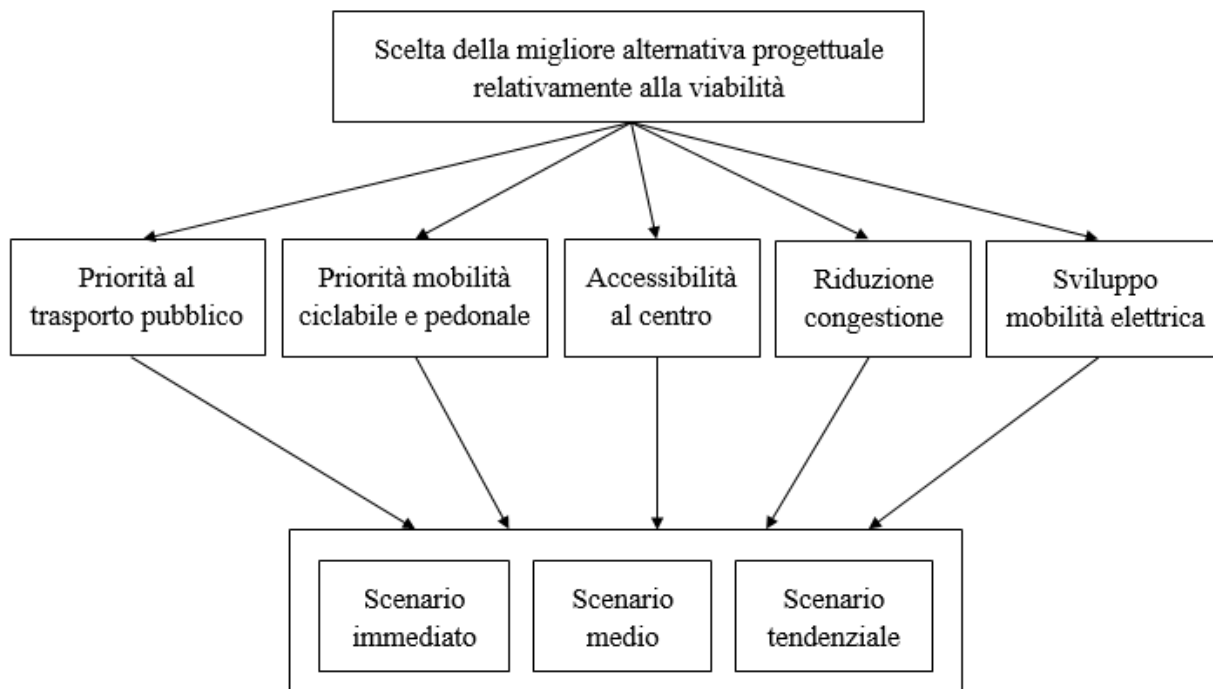 Scelta della migliore alternativa progettuale
relativamente alla viabilità
Priorità al
trasporto pubblico
Priorità mobilità
ciclabile e pedonale
Accessibilità
al centro
Riduzione
congestione
Sviluppo
mobilità elettrica
Scenario
immediato
Scenario
medio
Scenario
tendenziale